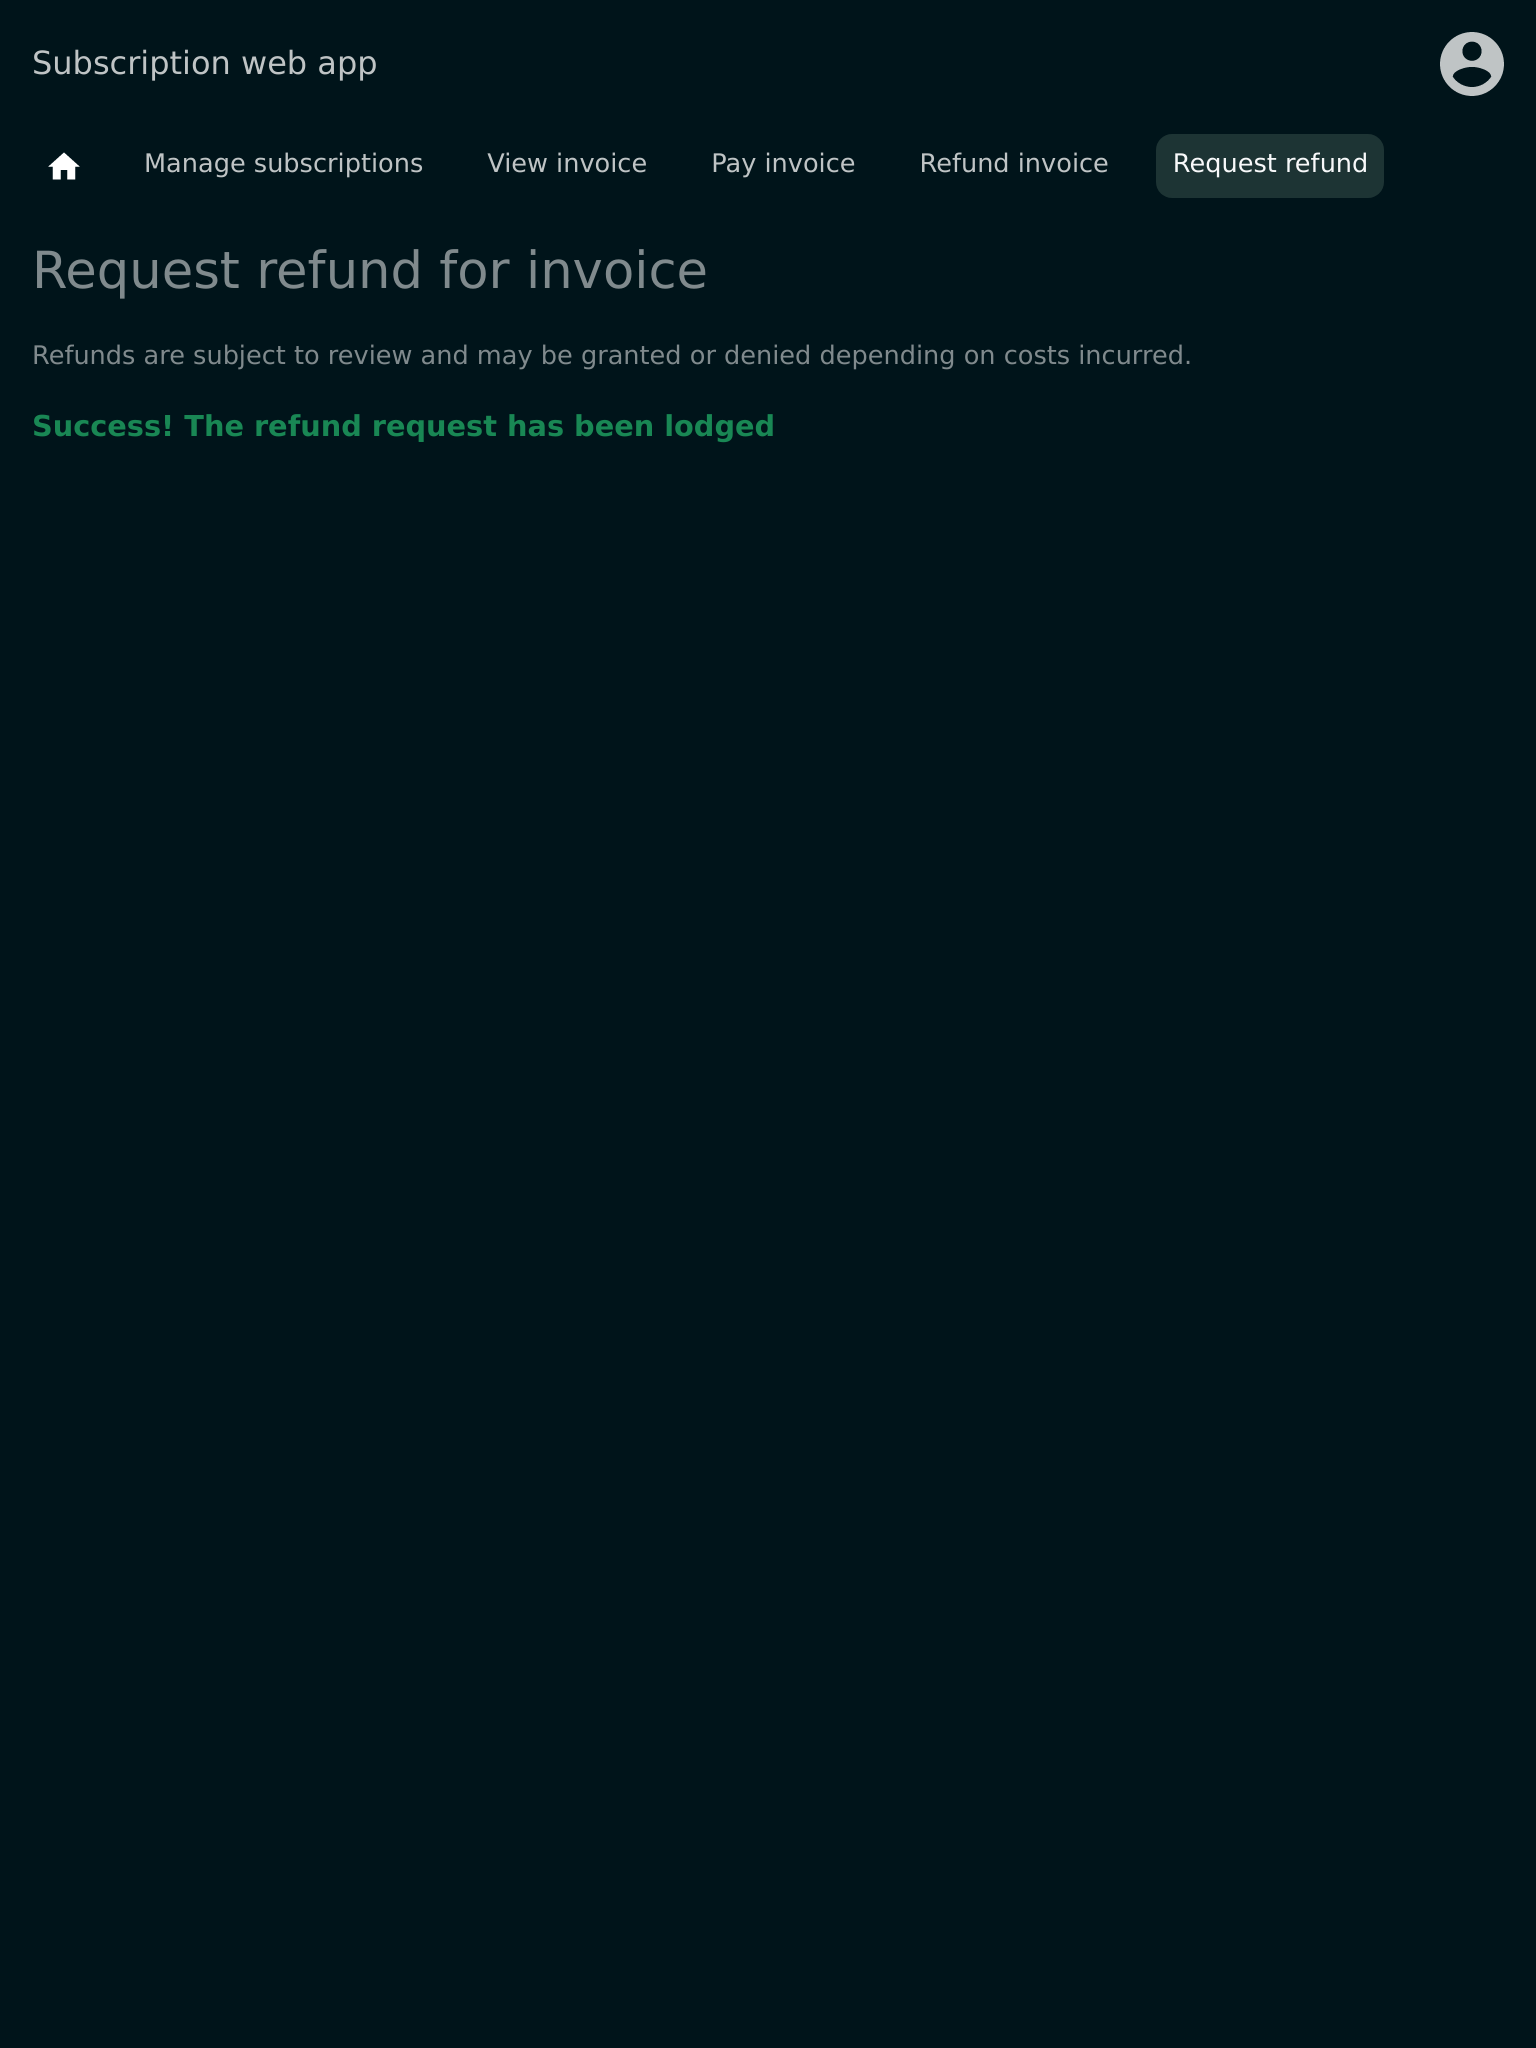 Subscription web app
Manage subscriptions View invoice Pay invoice Refund invoice Request refund
Request refund for invoice
Refunds are subject to review and may be granted or denied depending on costs incurred.
Success! The refund request has been lodged